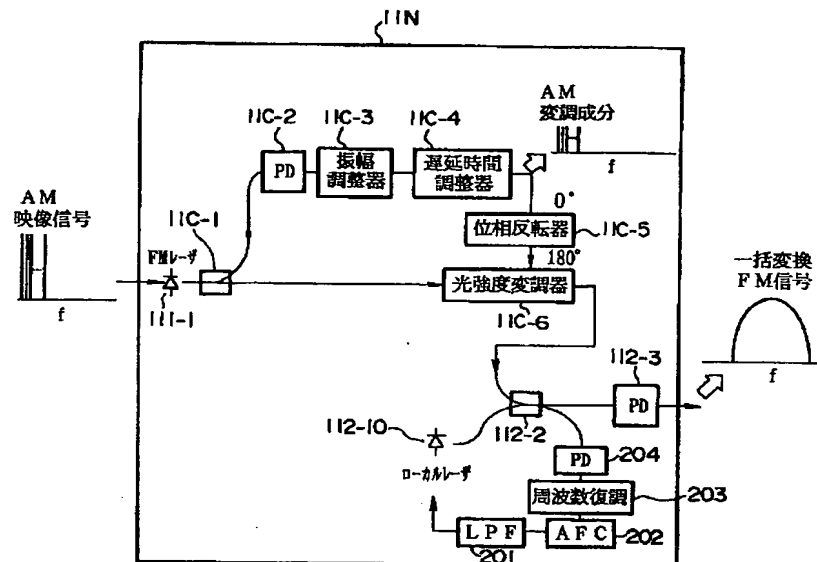 11N
11C-2
11C-3
11C-4
AM
変調成分
f
PD
振幅
調整器
遅延時間
調整器
AM
映像信号
f
11C-1
FMレーザ
111-1
0°
位相反転器
11C-5
180°
光強度変調器
11C-6
一括変換
FM信号
f
112-3
PD
112-2
112-10
ローカルレーザ
PD
204
周波数復調
203
LPF
201
AFC
202